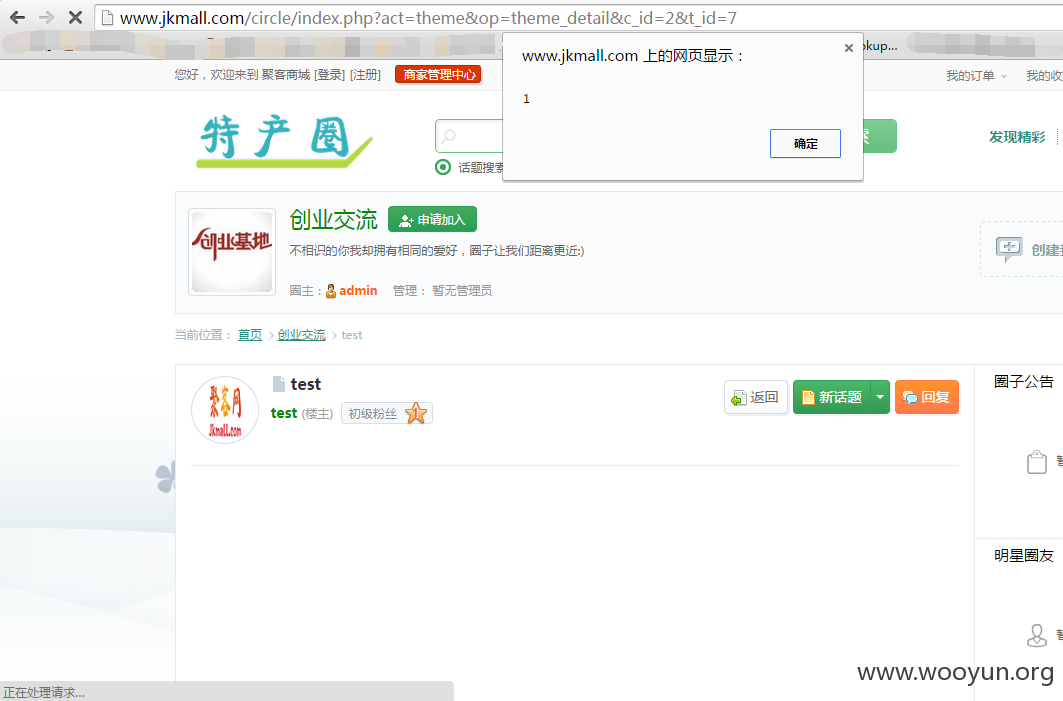 www.jkmall.com/circle/index.php?act=theme&op=theme_detail&c_id=2&t_id=7
okup...
www.jkmall.com 上的网页显示：
1
确定
您好，欢迎来到 聚客商城 [登录] [注册] 商家管理中心
我的订单 我的收
特产圈
话题搜索
发现精彩
创业基地
创业交流 申请加入
不相识的你我却拥有相同的爱好，圈子让我们距离更近:)
圈主： admin 管理： 暂无管理员
创建
当前位置： 首页 > 创业交流 > test
聚客网
Jkmall.com
test
test (楼主) 初级粉丝 1
返回 新话题 回复
圈子公告
明星圈友
www.wooyun.org
正在处理请求...